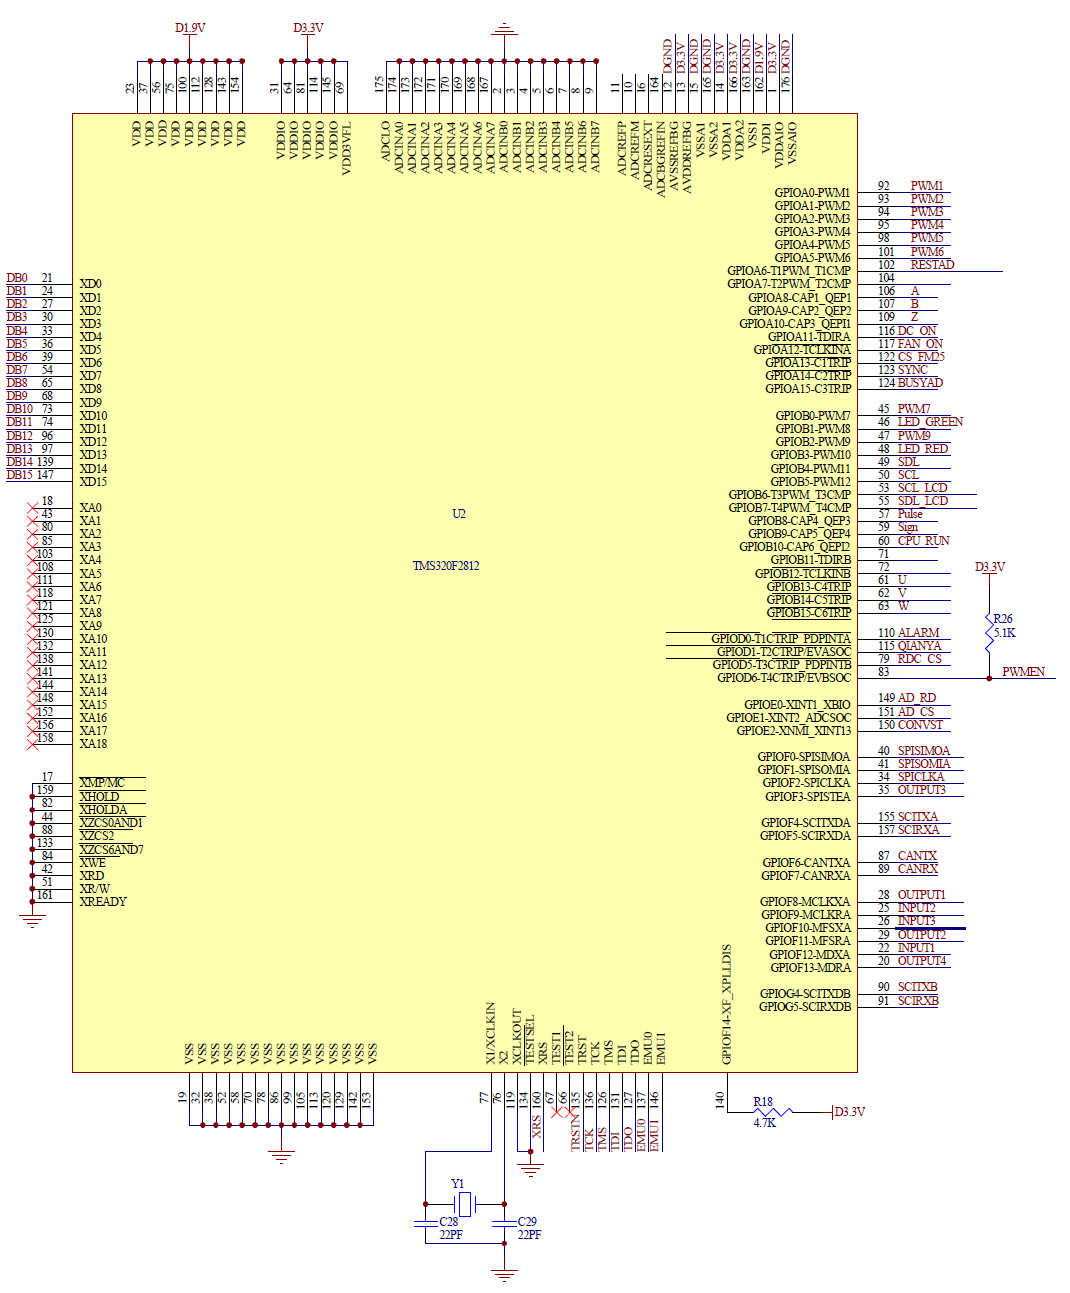 D1.9V
D3.3V
23 37 56 75 100 112 128 143 154
31 64 81 114 145 69
175 174 173 172 171 170 169 168 167 2 3 4 5 6 7 8 9
11 10 16 164 12 13 15 165 14 166 163 162 1 176
DGND D3.3V DGND DGND D3.3V D3.3V DGND D1.9V D3.3V DGND
VDD VDD VDD VDD VDD VDD VDD VDD VDD
VDDIO VDDIO VDDIO VDDIO VDDIO VDD3VFL
ADCLO ADCINA0 ADCINA1 ADCINA2 ADCINA3 ADCINA4 ADCINA5 ADCINA6 ADCINA7 ADCINB0 ADCINB1 ADCINB2 ADCINB3 ADCINB4 ADCINB5 ADCINB6 ADCINB7
ADCREFP ADCREFM ADCRESEXT ADCBGREFIN AVSSREFBG AVDDREFBG VSSA1 VSSA2 VDDA1 VDDA2 VSS1 VDD1 VDDAIO VSSAIO
DB0 21 XD0
DB1 24 XD1
DB2 27 XD2
DB3 30 XD3
DB4 33 XD4
DB5 36 XD5
DB6 39 XD6
DB7 54 XD7
DB8 65 XD8
DB9 68 XD9
DB10 73 XD10
DB11 74 XD11
DB12 96 XD12
DB13 97 XD13
DB14 139 XD14
DB15 147 XD15
18 XA0
43 XA1
80 XA2
85 XA3
103 XA4
108 XA5
111 XA6
118 XA7
121 XA8
125 XA9
130 XA10
132 XA11
138 XA12
141 XA13
144 XA14
148 XA15
152 XA16
156 XA17
158 XA18
17 XMP/MC
159 XHOLD
82 XHOLDA
44 XZCS0AND1
88 XZCS2
133 XZCS6AND7
84 XWE
42 XRD
51 XR/W
161 XREADY
U2
TMS320F2812
GPIOA0-PWM1 92 PWM1
GPIOA1-PWM2 93 PWM2
GPIOA2-PWM3 94 PWM3
GPIOA3-PWM4 95 PWM4
GPIOA4-PWM5 98 PWM5
GPIOA5-PWM6 101 PWM6
GPIOA6-T1PWM_T1CMP 102 RESTAD
GPIOA7-T2PWM_T2CMP 104
GPIOA8-CAP1_QEP1 106 A
GPIOA9-CAP2_QEP2 107 B
GPIOA10-CAP3_QEPI1 109 Z
GPIOA11-TDIRA 116 DC_ON
GPIOA12-TCLKINA 117 FAN_ON
GPIOA13-C1TRIP 122 CS_FM25
GPIOA14-C2TRIP 123 SYNC
GPIOA15-C3TRIP 124 BUSYAD
GPIOB0-PWM7 45 PWM7
GPIOB1-PWM8 46 LED_GREEN
GPIOB2-PWM9 47 PWM9
GPIOB3-PWM10 48 LED_RED
GPIOB4-PWM11 49 SDL
GPIOB5-PWM12 50 SCL
GPIOB6-T3PWM_T3CMP 53 SCL_LCD
GPIOB7-T4PWM_T4CMP 55 SDL_LCD
GPIOB8-CAP4_QEP3 57 Pulse
GPIOB9-CAP5_QEP4 59 Sign
GPIOB10-CAP6_QEPI2 60 CPU_RUN
GPIOB11-TDIRB 71
GPIOB12-TCLKINB 72
GPIOB13-C4TRIP 61 U
GPIOB14-C5TRIP 62 V
GPIOB15-C6TRIP 63 W
GPIOD0-T1CTRIP_PDPINTA 110 ALARM
GPIOD1-T2CTRIP/EVASOC 115 QIANYA
GPIOD5-T3CTRIP_PDPINTB 79 RDC_CS
GPIOD6-T4CTRIP/EVBSOC 83 PWMEN
D3.3V
R26
5.1K
GPIOE0-XINT1_XBIO 149 AD_RD
GPIOE1-XINT2_ADCSOC 151 AD_CS
GPIOE2-XNMI_XINT13 150 CONVST
GPIOF0-SPISIMOA 40 SPISIMOA
GPIOF1-SPISOMIA 41 SPISOMIA
GPIOF2-SPICLKA 34 SPICLKA
GPIOF3-SPISTEA 35 OUTPUT3
GPIOF4-SCITXDA 155 SCITXA
GPIOF5-SCIRXDA 157 SCIRXA
GPIOF6-CANTXA 87 CANTX
GPIOF7-CANRXA 89 CANRX
GPIOF8-MCLKXA 28 OUTPUT1
GPIOF9-MCLKRA 25 INPUT2
GPIOF10-MFSXA 26 INPUT3
GPIOF11-MFSRA 29 OUTPUT2
GPIOF12-MDXA 22 INPUT1
GPIOF13-MDRA 20 OUTPUT4
GPIOG4-SCITXDB 90 SCITXB
GPIOG5-SCIRXDB 91 SCIRXB
VSS VSS VSS VSS VSS VSS VSS VSS VSS VSS VSS VSS VSS VSS VSS
X1/XCLKIN X2 XCLKOUT TESTSEL XRS TEST1 TEST2 TRST TCK TMS TDI TDO EMU0 EMU1
GPIOF14-XF_XPLLDIS
19 32 38 52 58 70 78 86 99 105 113 120 129 142 153
77 76 119 134 160 67 66 135 136 126 131 127 137 146
140
XRS TRSTN TCK TMS TDI TDO EMU0 EMU1
R18
4.7K
D3.3V
Y1
C28
22PF
C29
22PF